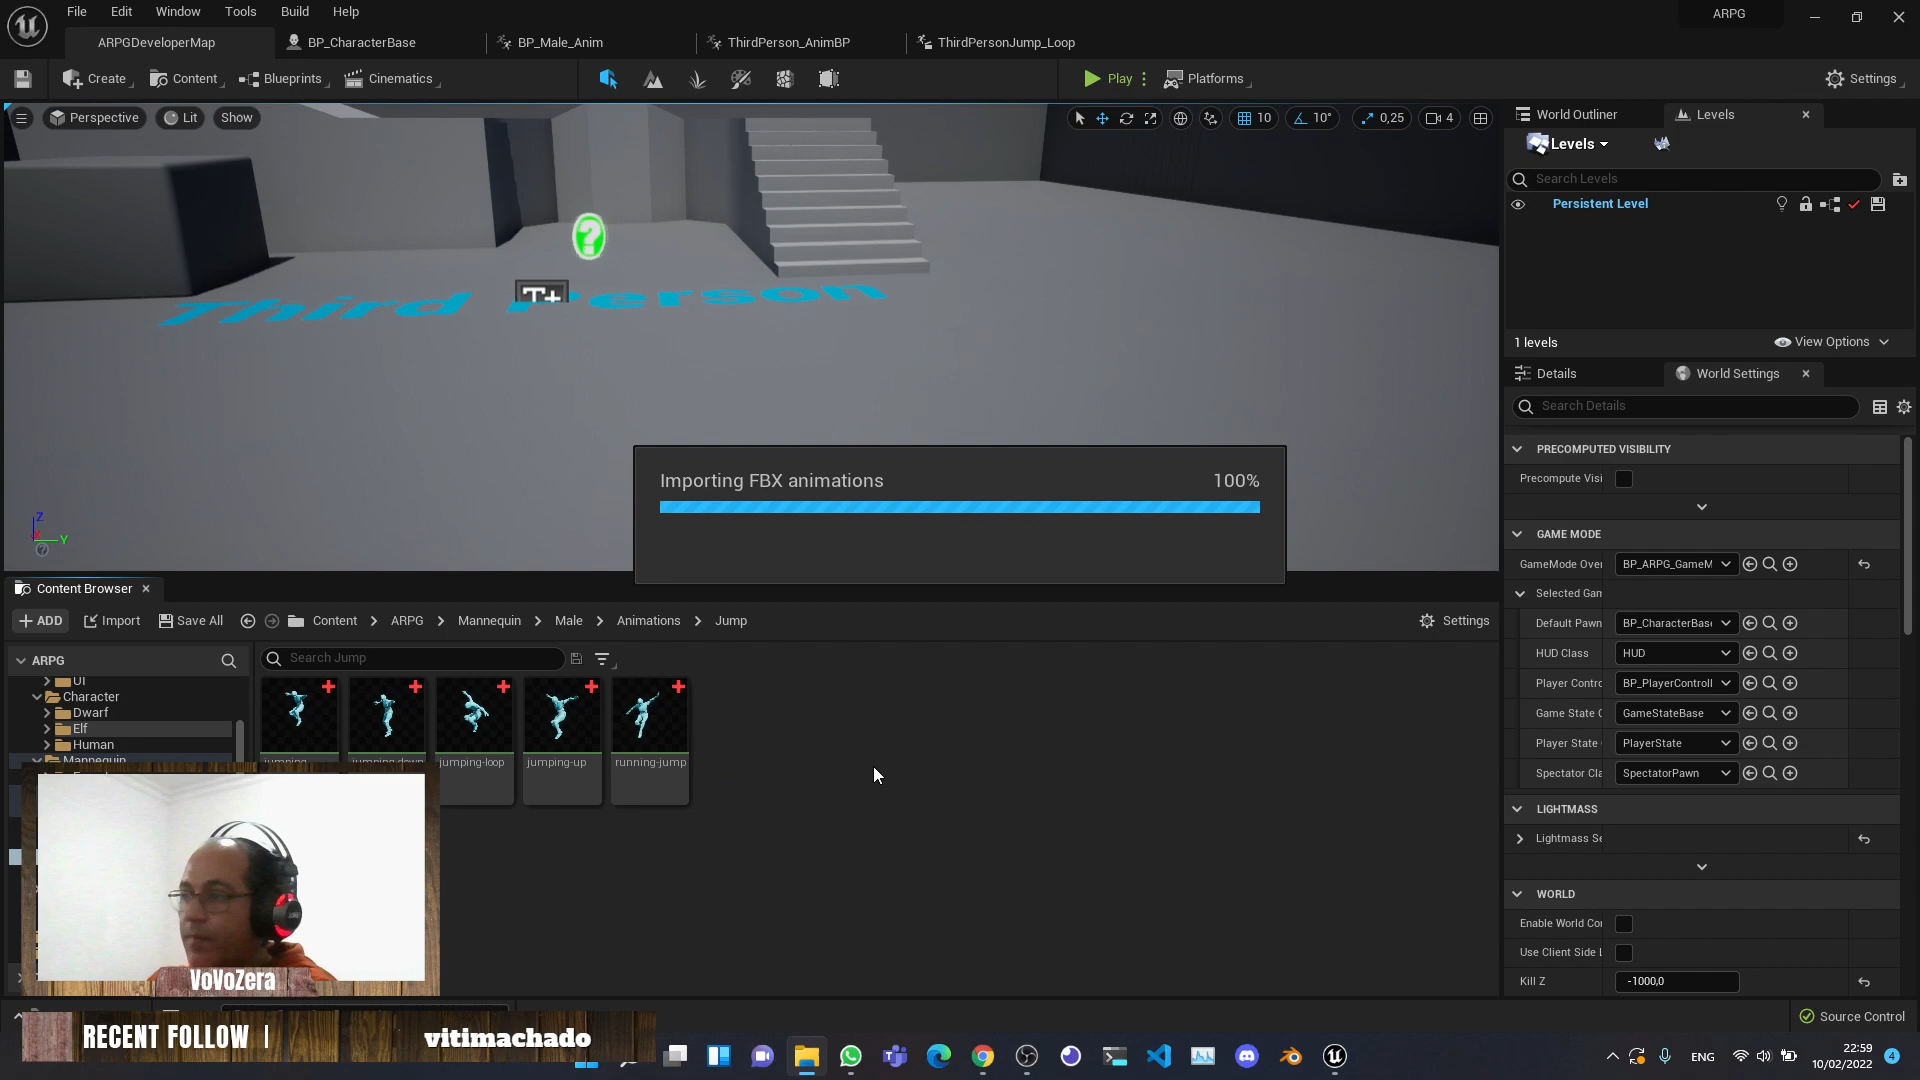 File Edit Window Tools Build Help
ARPG
ARPGDeveloperMap
BP_CharacterBase
BP_Male_Anim
ThirdPerson_AnimBP
ThirdPersonJump_Loop
Create
Content
Blueprints
Cinematics
Play
Platforms
Settings
Perspective
Lit
Show
10
10°
0,25
4
World Outliner
Levels
Levels
Search Levels
Persistent Level
1 levels
View Options
Third Person
T+
?
Z
Y
Importing FBX animations 100%
Details
World Settings
Search Details
PRECOMPUTED VISIBILITY
Precompute Visi
GAME MODE
GameMode Over BP_ARPG_GameM
Selected Gam
Default Pawn BP_CharacterBas
HUD Class HUD
Player Contro BP_PlayerControll
Game State C GameStateBase
Player State PlayerState
Spectator Cla SpectatorPawn
LIGHTMASS
Lightmass Se
WORLD
Enable World Co
Use Client Side L
Kill Z -1000,0
Content Browser
ADD
Import
Save All
Content > ARPG > Mannequin > Male > Animations > Jump
Settings
ARPG
Search Jump
UI
Character
Dwarf
Elf
Human
Mannequin
jumping
jumping-down
jumping-loop
jumping-up
running-jump
VoVoZera
RECENT FOLLOW |
vitimachado
Source Control
ENG
22:59
10/02/2022
4